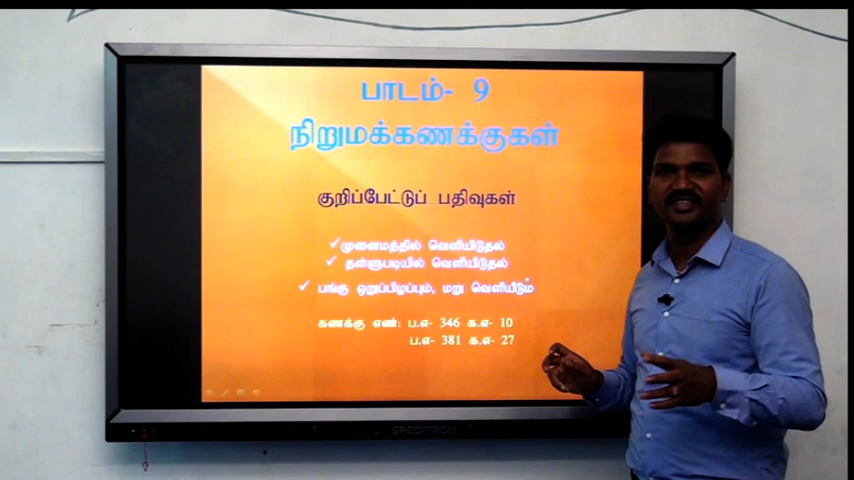 பாடம்- 9
நிறுமக்கணக்குகள்
குறிப்பேட்டுப் பதிவுகள்
✓முனைமத்தில் வெளியிடுதல்
✓ தள்ளுபடியில் வெளியிடுதல்
✓ பங்கு ஒறுப்பிழப்பும், மறு வெளியீடும்
கணக்கு எண்: ப.எ- 346 க.எ- 10
ப.எ- 381 க.எ- 27